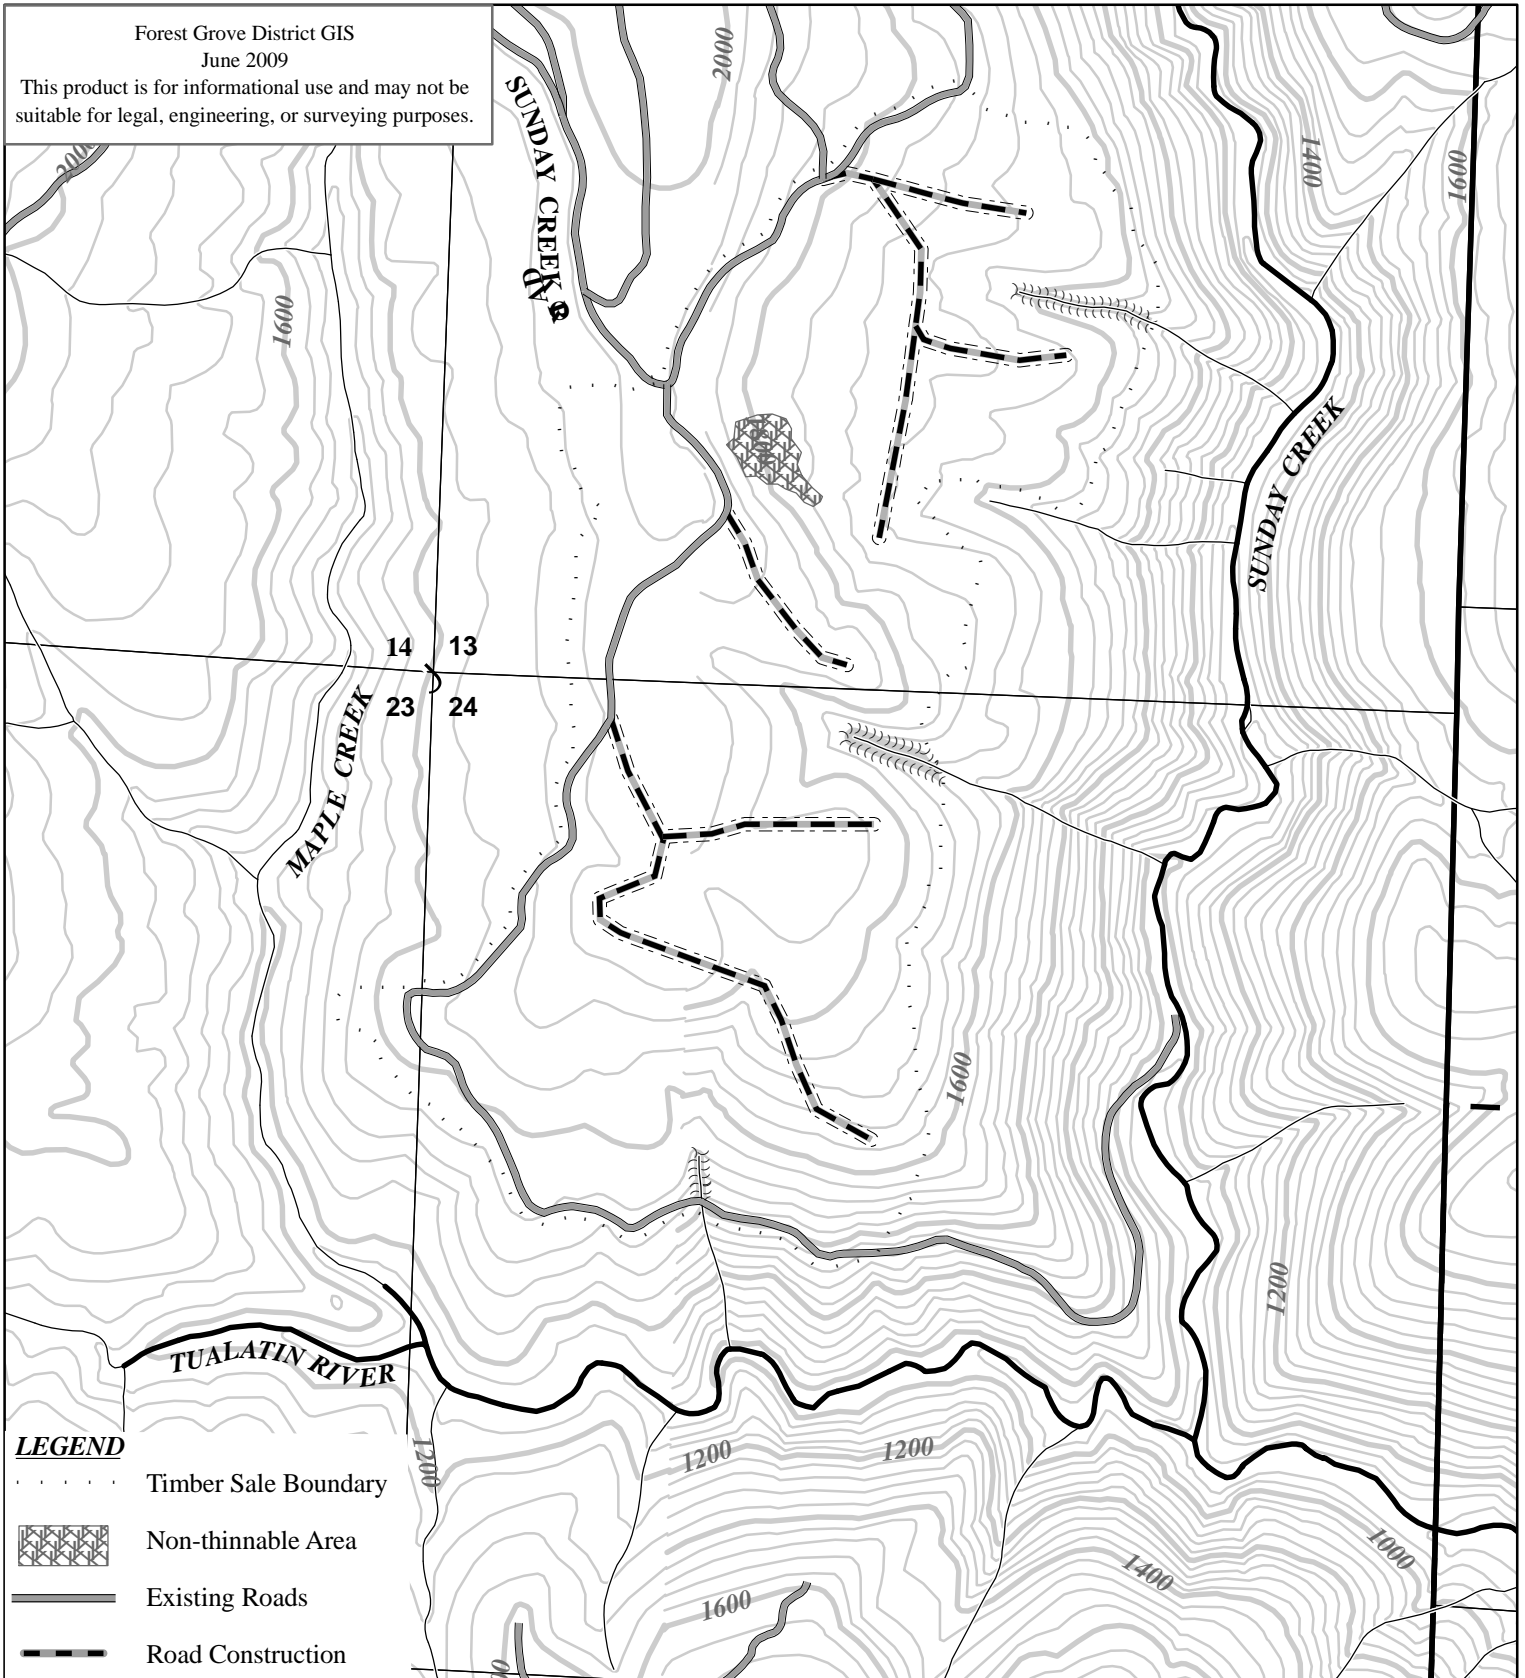 Forest Grove District GIS
June 2009
This product is for informational use and may not be
suitable for legal, engineering, or surveying purposes.
2000
2000
SUNDAY CREEK
1400
1600
1600
SUNDAY CREEK
14
13
23
24
MAPLE CREEK
1600
1200
TUALATIN RIVER
LEGEND
Timber Sale Boundary
Non-thinnable Area
Existing Roads
Road Construction
1200
1200
1200
1000
1400
1600